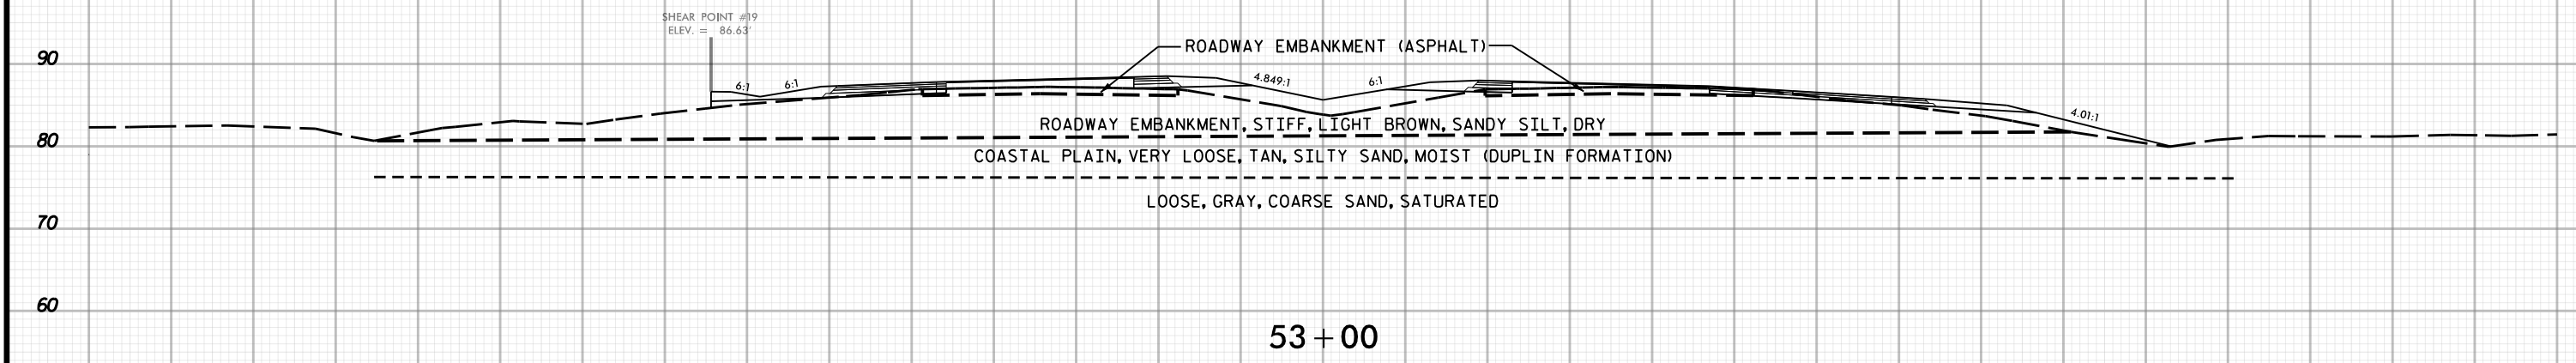 SHEAR POINT #19
ELEV. = 86.63'
90
ROADWAY EMBANKMENT (ASPHALT)
6:1
6:1
4.849:1
6:1
4.01:1
ROADWAY EMBANKMENT, STIFF, LIGHT BROWN, SANDY SILT, DRY
80
COASTAL PLAIN, VERY LOOSE, TAN, SILTY SAND, MOIST (DUPLIN FORMATION)
LOOSE, GRAY, COARSE SAND, SATURATED
70
60
53+00